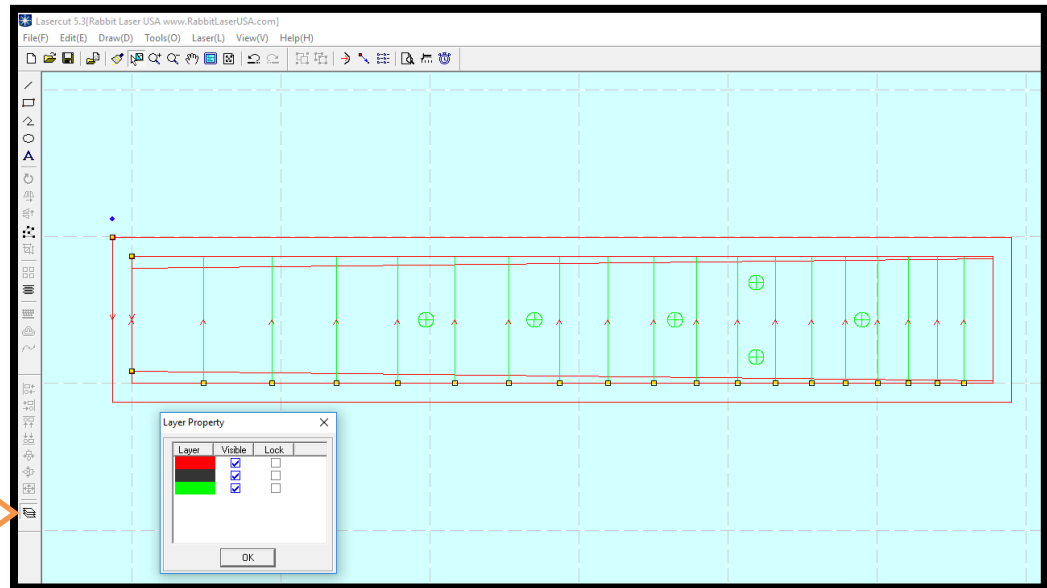 Lasercut 5.3[Rabbit Laser USA www.RabbitLaserUSA.com]
File(F) Edit(E) Draw(D) Tools(O) Laser(L) View(V) Help(H)
A
Layer Property
Layer Visible Lock
OK